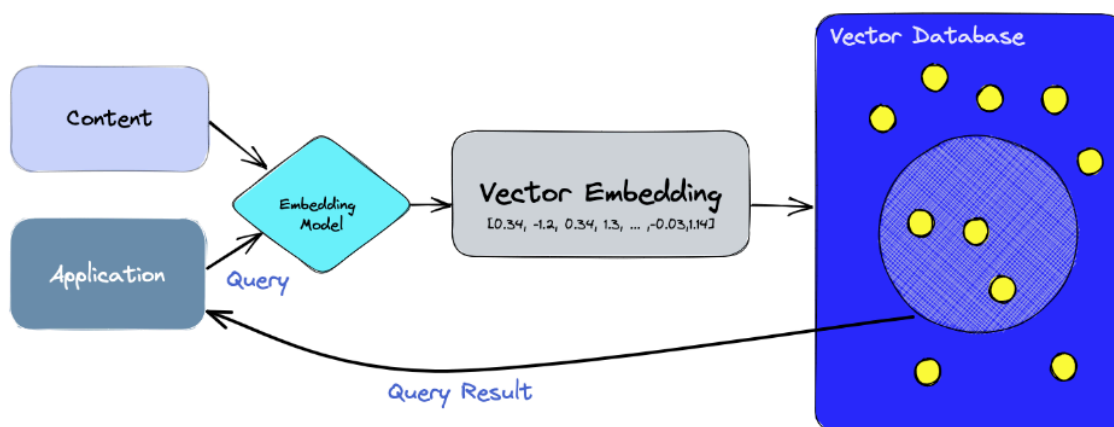 Vector Database
Content
Embedding
Model
Vector Embedding
[0.34, -1.2, 0.34, 1.3, ... ,-0.03,1.14]
Application
Query
Query Result